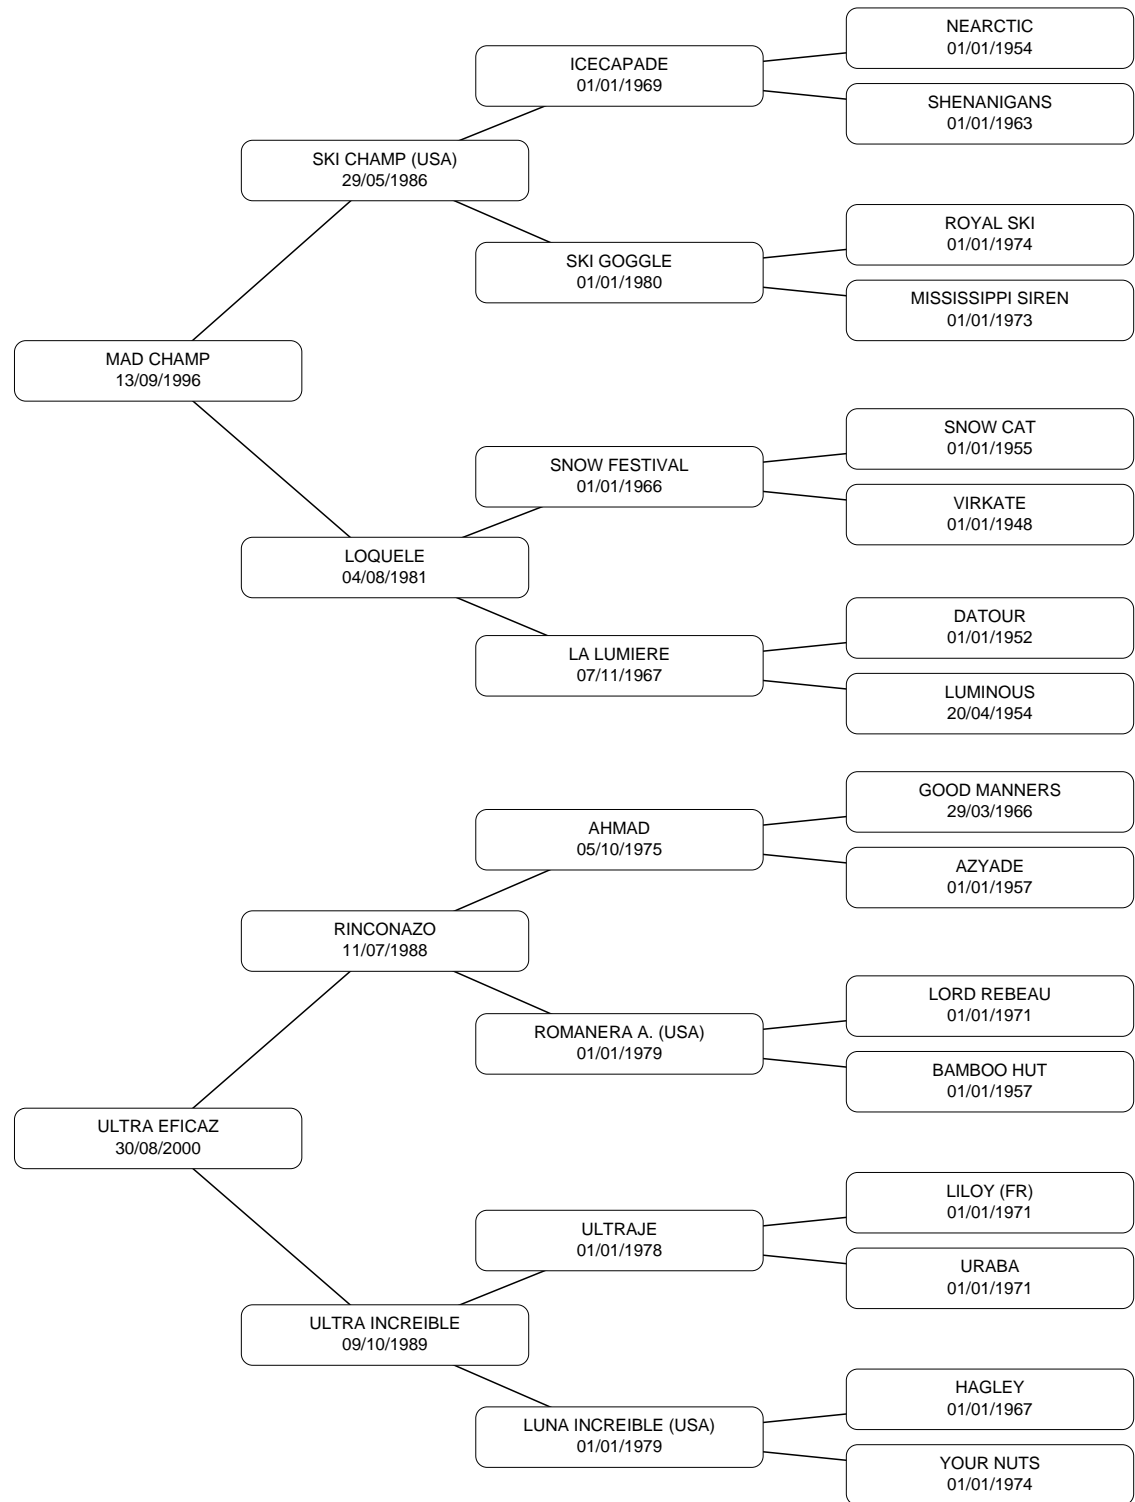 NEARCTIC
01/01/1954
ICECAPADE
01/01/1969
SHENANIGANS
01/01/1963
SKI CHAMP (USA)
29/05/1986
ROYAL SKI
01/01/1974
SKI GOGGLE
01/01/1980
MISSISSIPPI SIREN
01/01/1973
MAD CHAMP
13/09/1996
SNOW CAT
01/01/1955
SNOW FESTIVAL
01/01/1966
VIRKATE
01/01/1948
LOQUELE
04/08/1981
DATOUR
01/01/1952
LA LUMIERE
07/11/1967
LUMINOUS
20/04/1954
GOOD MANNERS
29/03/1966
AHMAD
05/10/1975
AZYADE
01/01/1957
RINCONAZO
11/07/1988
LORD REBEAU
01/01/1971
ROMANERA A. (USA)
01/01/1979
BAMBOO HUT
01/01/1957
ULTRA EFICAZ
30/08/2000
LILOY (FR)
01/01/1971
ULTRAJE
01/01/1978
URABA
01/01/1971
ULTRA INCREIBLE
09/10/1989
HAGLEY
01/01/1967
LUNA INCREIBLE (USA)
01/01/1979
YOUR NUTS
01/01/1974